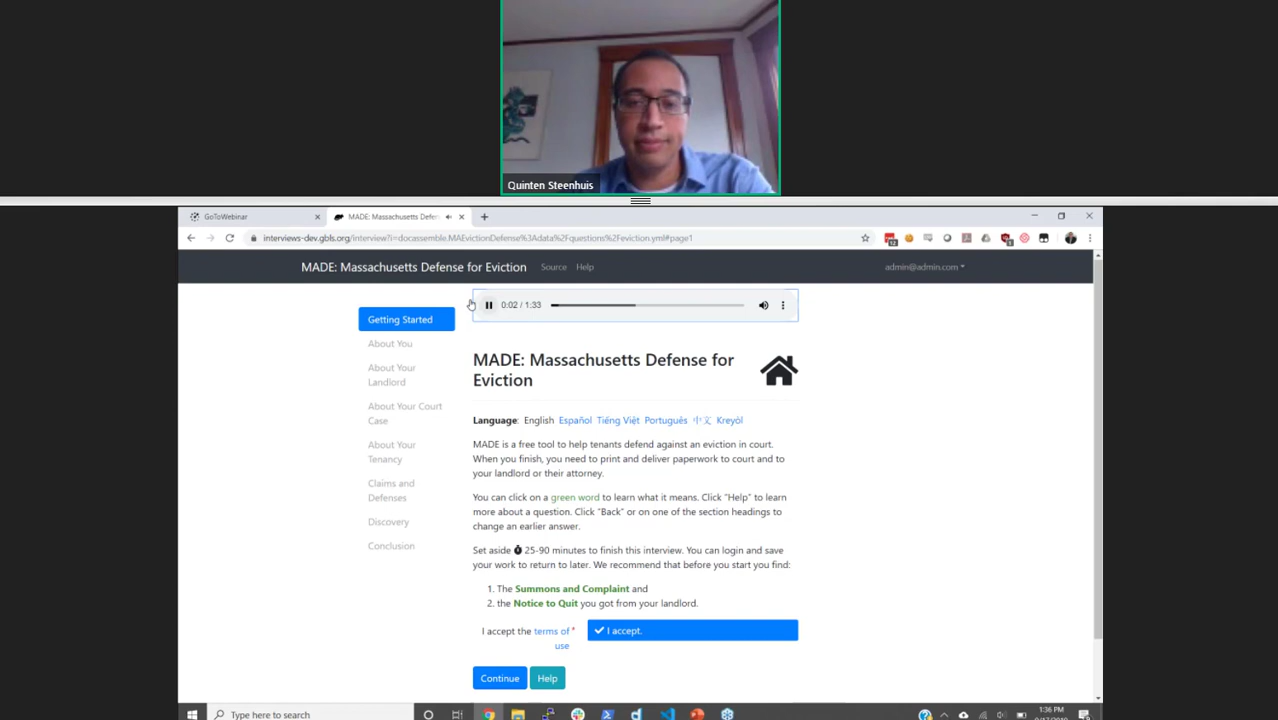 Quinten Steenhuis
GoToWebinar
MADE: Massachusetts Defen
interviews-dev.gbls.org/interview?i=docassemble.MAEvictionDefense%3Adata%2Fquestions%2Feviction.yml#page1
MADE: Massachusetts Defense for Eviction
Source
Help
admin@admin.com
0:02 / 1:33
Getting Started
About You
About Your
Landlord
About Your Court
Case
About Your
Tenancy
Claims and
Defenses
Discovery
Conclusion
MADE: Massachusetts Defense for
Eviction
Language: English Español Tiếng Việt Português 中文 Kreyòl
MADE is a free tool to help tenants defend against an eviction in court.
When you finish, you need to print and deliver paperwork to court and to
your landlord or their attorney.
You can click on a green word to learn what it means. Click "Help" to learn
more about a question. Click "Back" or on one of the section headings to
change an earlier answer.
Set aside 25-90 minutes to finish this interview. You can login and save
your work to return to later. We recommend that before you start you find:
1. The Summons and Complaint and
2. the Notice to Quit you got from your landlord.
I accept the terms of *
use
I accept.
Continue
Help
Type here to search
1:36 PM